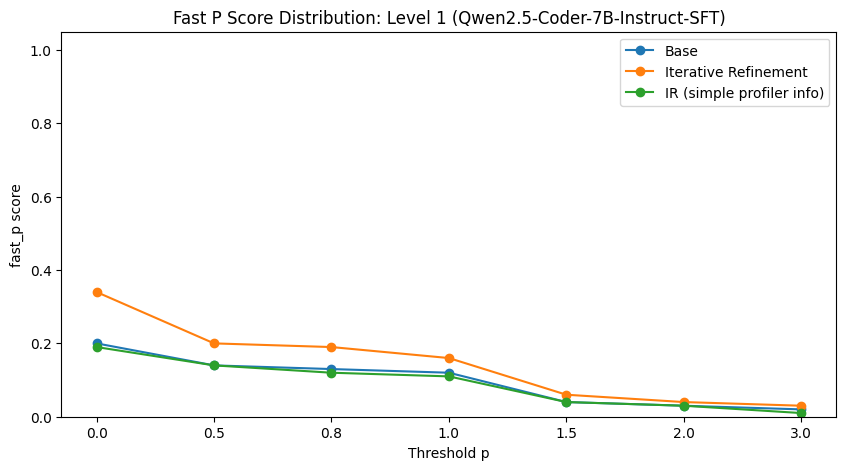 Fast P Score Distribution: Level 1 (Qwen2.5-Coder-7B-Instruct-SFT)
Base
Iterative Refinement
IR (simple profiler info)
fast_p score
1.0
0.8
0.6
0.4
0.2
0.0
0.0 0.5 0.8 1.0 1.5 2.0 3.0
Threshold p